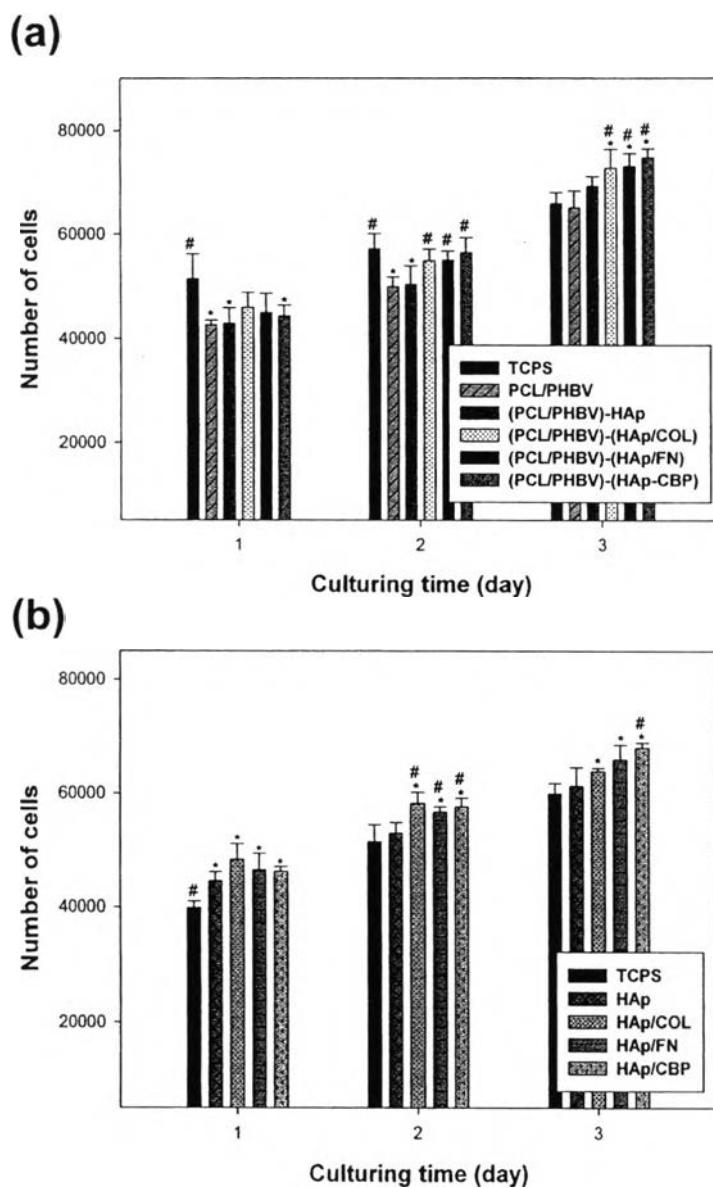 (a)
80000
60000
40000
20000
Number of cells
#
* * *
#
* *
# # #
# # #
* * *
TCPS
PCL/PHBV
(PCL/PHBV)-HAp
(PCL/PHBV)-(HAp/COL)
(PCL/PHBV)-(HAp/FN)
(PCL/PHBV)-(HAp-CBP)
1 2 3
Culturing time (day)
(b)
80000
60000
40000
20000
Number of cells
#
* * * *
# # #
* * *
#
* * *
TCPS
HAp
HAp/COL
HAp/FN
HAp/CBP
1 2 3
Culturing time (day)